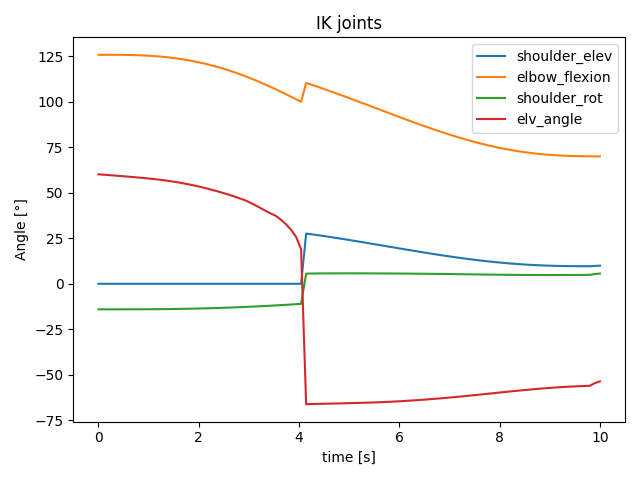 IK joints
shoulder_elev
elbow_flexion
shoulder_rot
elv_angle
Angle [°]
125
100
75
50
25
0
−25
−50
−75
0 2 4 6 8 10
time [s]